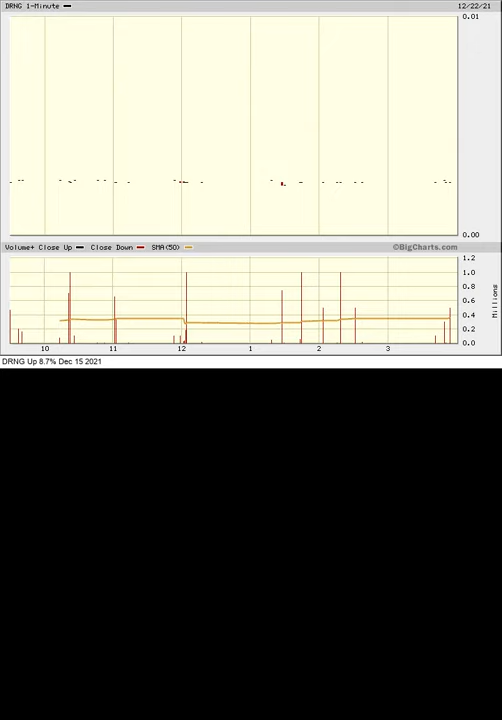 DRNG 1-Minute 12/22/21
0.01
0.00
Volume+ Close Up Close Down SMA(50) ©BigCharts.com
1.2
1.0
0.8
0.6
0.4
0.2
0.0
Millions
10 11 12 1 2 3
DRNG Up 8.7% Dec 15 2021